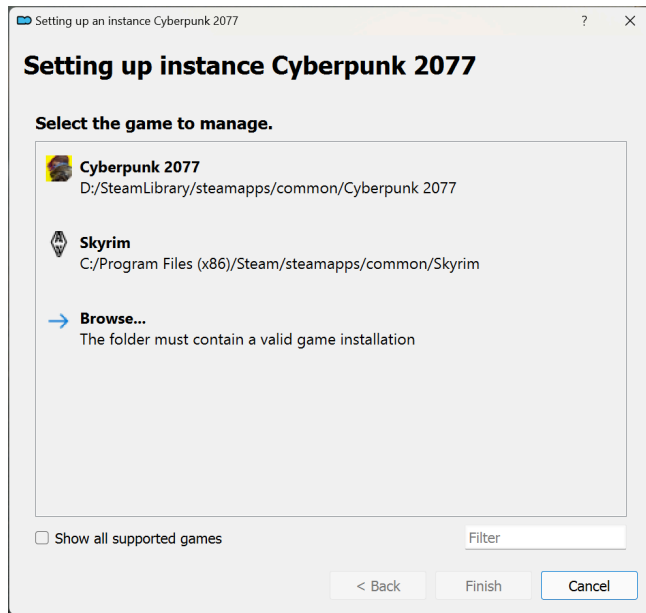 Setting up an instance Cyberpunk 2077
?
Setting up instance Cyberpunk 2077
Select the game to manage.
Cyberpunk 2077
D:/SteamLibrary/steamapps/common/Cyberpunk 2077
Skyrim
C:/Program Files (x86)/Steam/steamapps/common/Skyrim
Browse...
The folder must contain a valid game installation
Show all supported games
Filter
< Back
Finish
Cancel